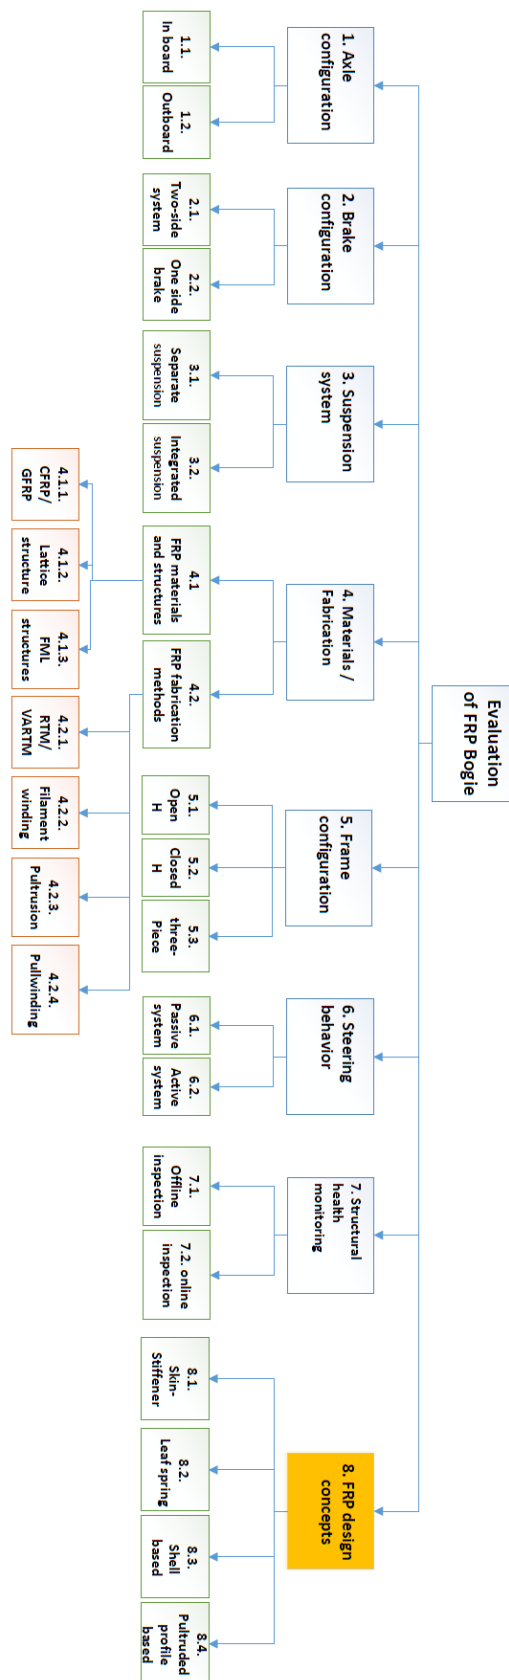 Evaluation
of FRP Bogie
1. Axle
configuration
2. Brake
configuration
3. Suspension
system
4. Materials /
Fabrication
5. Frame
configuration
6. Steering
behavior
7. Structural
health
monitoring
8. FRP design
concepts
1.1.
In board
1.2.
Outboard
2.1.
Two-side
system
2.2.
One side
brake
3.1.
Separate
suspension
3.2.
Integrated
suspension
4.1
FRP materials
and structures
4.2.
FRP fabrication
methods
5.1.
Open
H
5.2.
Closed
H
5.3.
three-
Piece
6.1.
Passive
system
6.2.
Active
system
7.1.
Offline
inspection
7.2. online
inspection
8.1.
Skin-
Stiffener
8.2.
Leaf spring
8.3.
Shell
based
8.4.
Pultruded
profile
based
4.1.1.
CFRP/
GFRP
4.1.2.
Lattice
structure
4.1.3.
FML
structures
4.2.1.
RTM/
VARTM
4.2.2.
Filament
winding
4.2.3.
Pultrusion
4.2.4.
Pullwinding